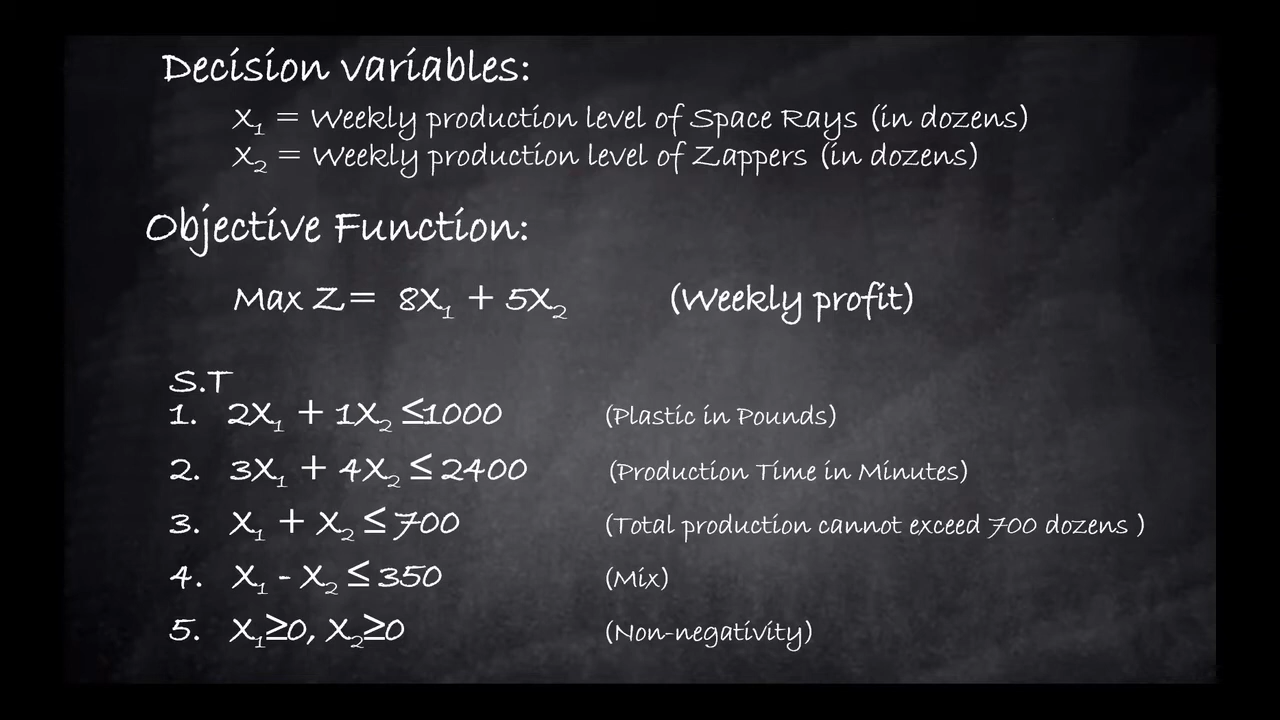 Decision variables:
X₁ = Weekly production level of Space Rays (in dozens)
X₂ = Weekly production level of Zappers (in dozens)
Objective Function:
Max Z = 8X₁ + 5X₂ (Weekly profit)
S.T
1. 2X₁ + 1X₂ ≤1000 (Plastic in Pounds)
2. 3X₁ + 4X₂ ≤ 2400 (Production Time in Minutes)
3. X₁ + X₂ ≤ 700 (Total production cannot exceed 700 dozens )
4. X₁ - X₂ ≤ 350 (Mix)
5. X₁≥0, X₂≥0 (Non-negativity)